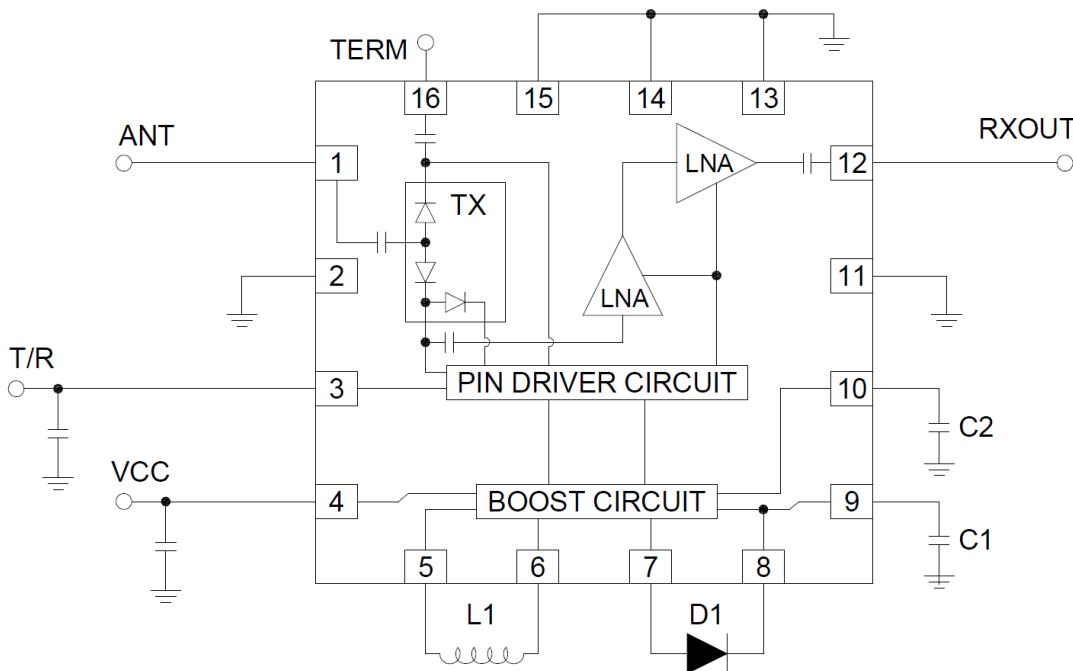 TERM
16
15
14
13
ANT
1
TX
LNA
12
RXOUT
2
LNA
11
T/R
3
PIN DRIVER CIRCUIT
10
C2
VCC
4
BOOST CIRCUIT
9
C1
5
6
7
8
L1
D1